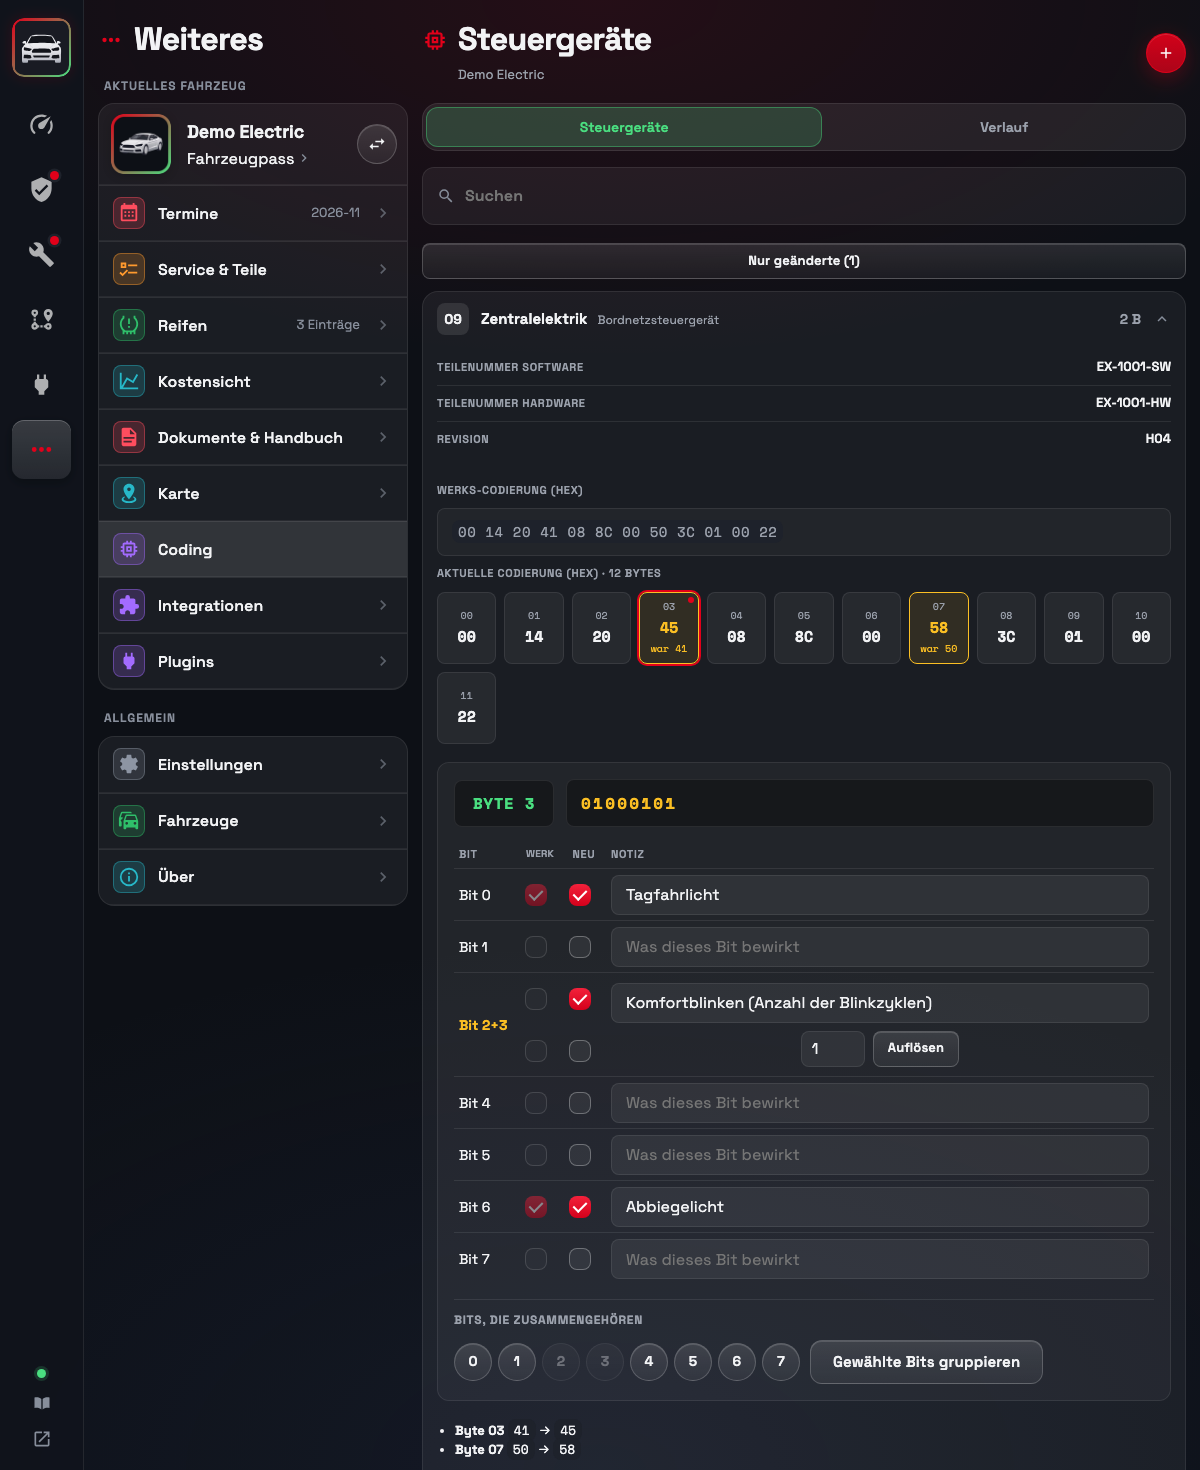 Weiteres
AKTUELLES FAHRZEUG
Demo Electric
Fahrzeugpass
Termine 2026-11
Service & Teile
Reifen 3 Einträge
Kostensicht
Dokumente & Handbuch
Karte
Coding
Integrationen
Plugins
ALLGEMEIN
Einstellungen
Fahrzeuge
Über
Steuergeräte
Demo Electric
Steuergeräte Verlauf
Suchen
Nur geänderte (1)
09 Zentralelektrik Bordnetzsteuergerät 2 B
TEILENUMMER SOFTWARE EX-1001-SW
TEILENUMMER HARDWARE EX-1001-HW
REVISION H04
WERKS-CODIERUNG (HEX)
00 14 20 41 08 8C 00 50 3C 01 00 22
AKTUELLE CODIERUNG (HEX) · 12 BYTES
00 01 02 03 04 05 06 07 08 09 10
00 14 20 45 08 8C 00 58 3C 01 00
war 41 war 50
11
22
BYTE 3 01000101
BIT WERK NEU NOTIZ
Bit 0 Tagfahrlicht
Bit 1 Was dieses Bit bewirkt
Bit 2+3 Komfortblinken (Anzahl der Blinkzyklen)
1 Auflösen
Bit 4 Was dieses Bit bewirkt
Bit 5 Was dieses Bit bewirkt
Bit 6 Abbiegelicht
Bit 7 Was dieses Bit bewirkt
BITS, DIE ZUSAMMENGEHÖREN
0 1 2 3 4 5 6 7 Gewählte Bits gruppieren
• Byte 03 41 → 45
• Byte 07 50 → 58